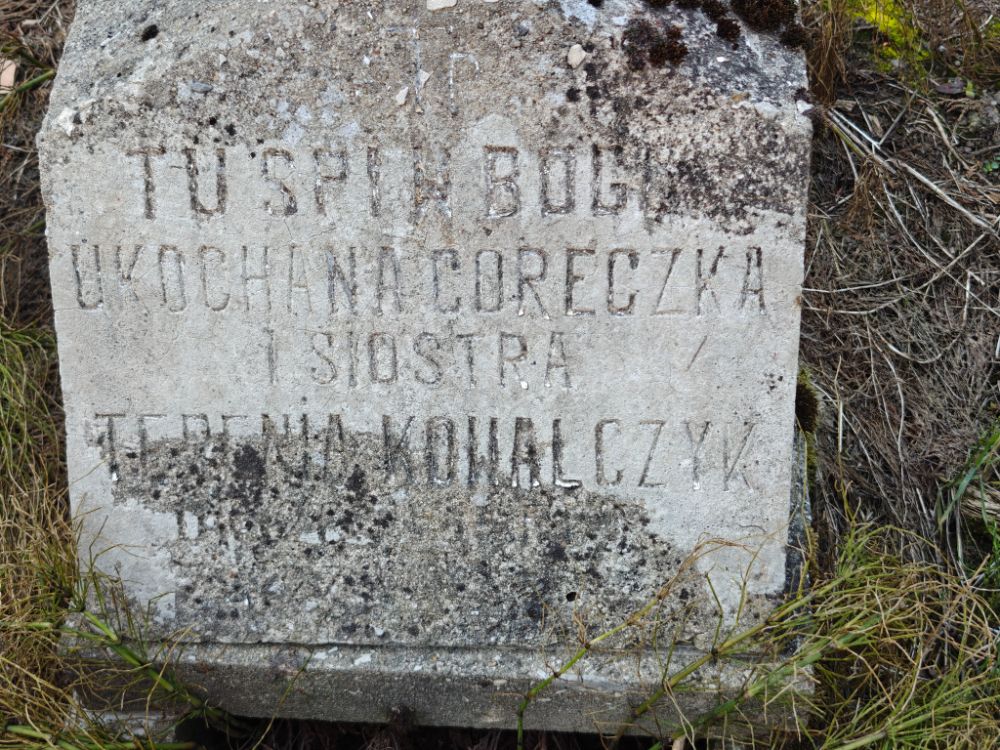 TU SPI W BOGU
UKOCHANA CÓRECZKA
I SIOSTRA
TERENIA KOWALCZYK